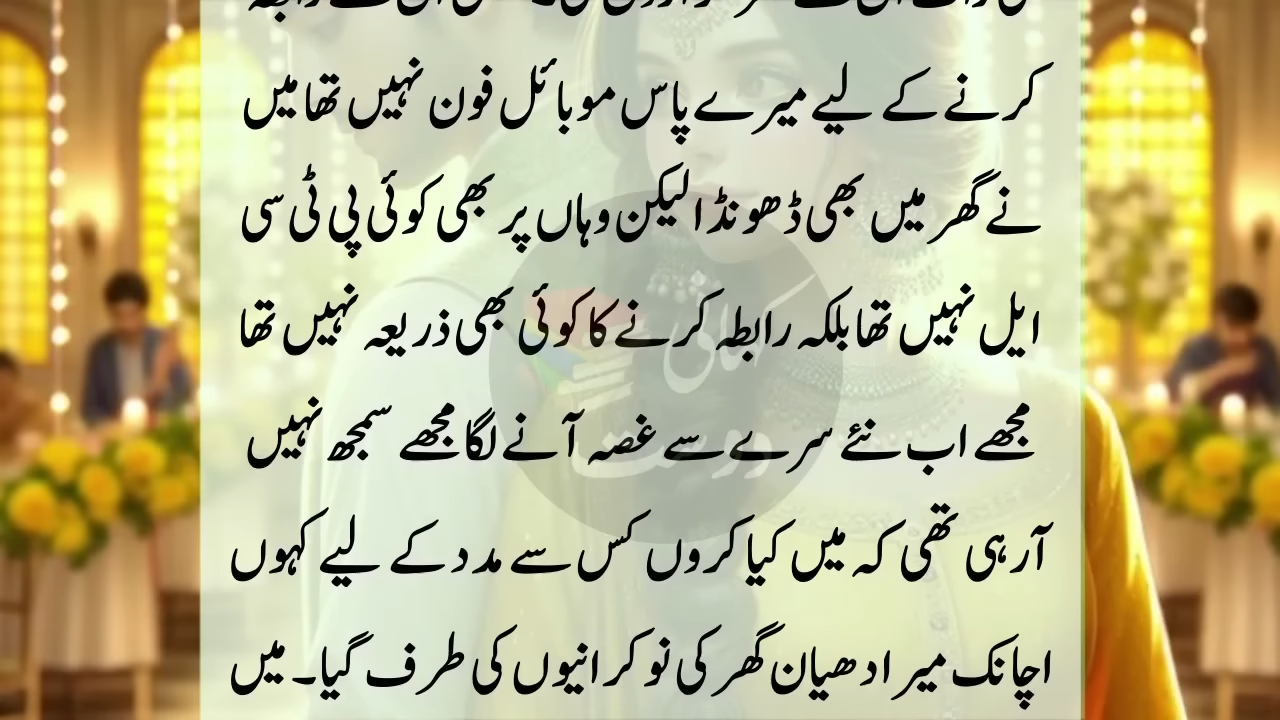 کرنے کے لیے میرے پاس موبائل فون نہیں تھا میں
نے گھر میں بھی ڈھونڈا لیکن وہاں پر بھی کوئی پی ٹی سی
ایل نہیں تھا بلکہ رابطہ کرنے کا کوئی بھی ذریعہ نہیں تھا
مجھے اب نئے سرے سے غصہ آنے لگا مجھے سمجھ نہیں
آرہی تھی کہ میں کیا کروں کس سے مدد کے لیے کہوں
اچانک میرا دھیان گھر کی نوکرانیوں کی طرف گیا۔ میں